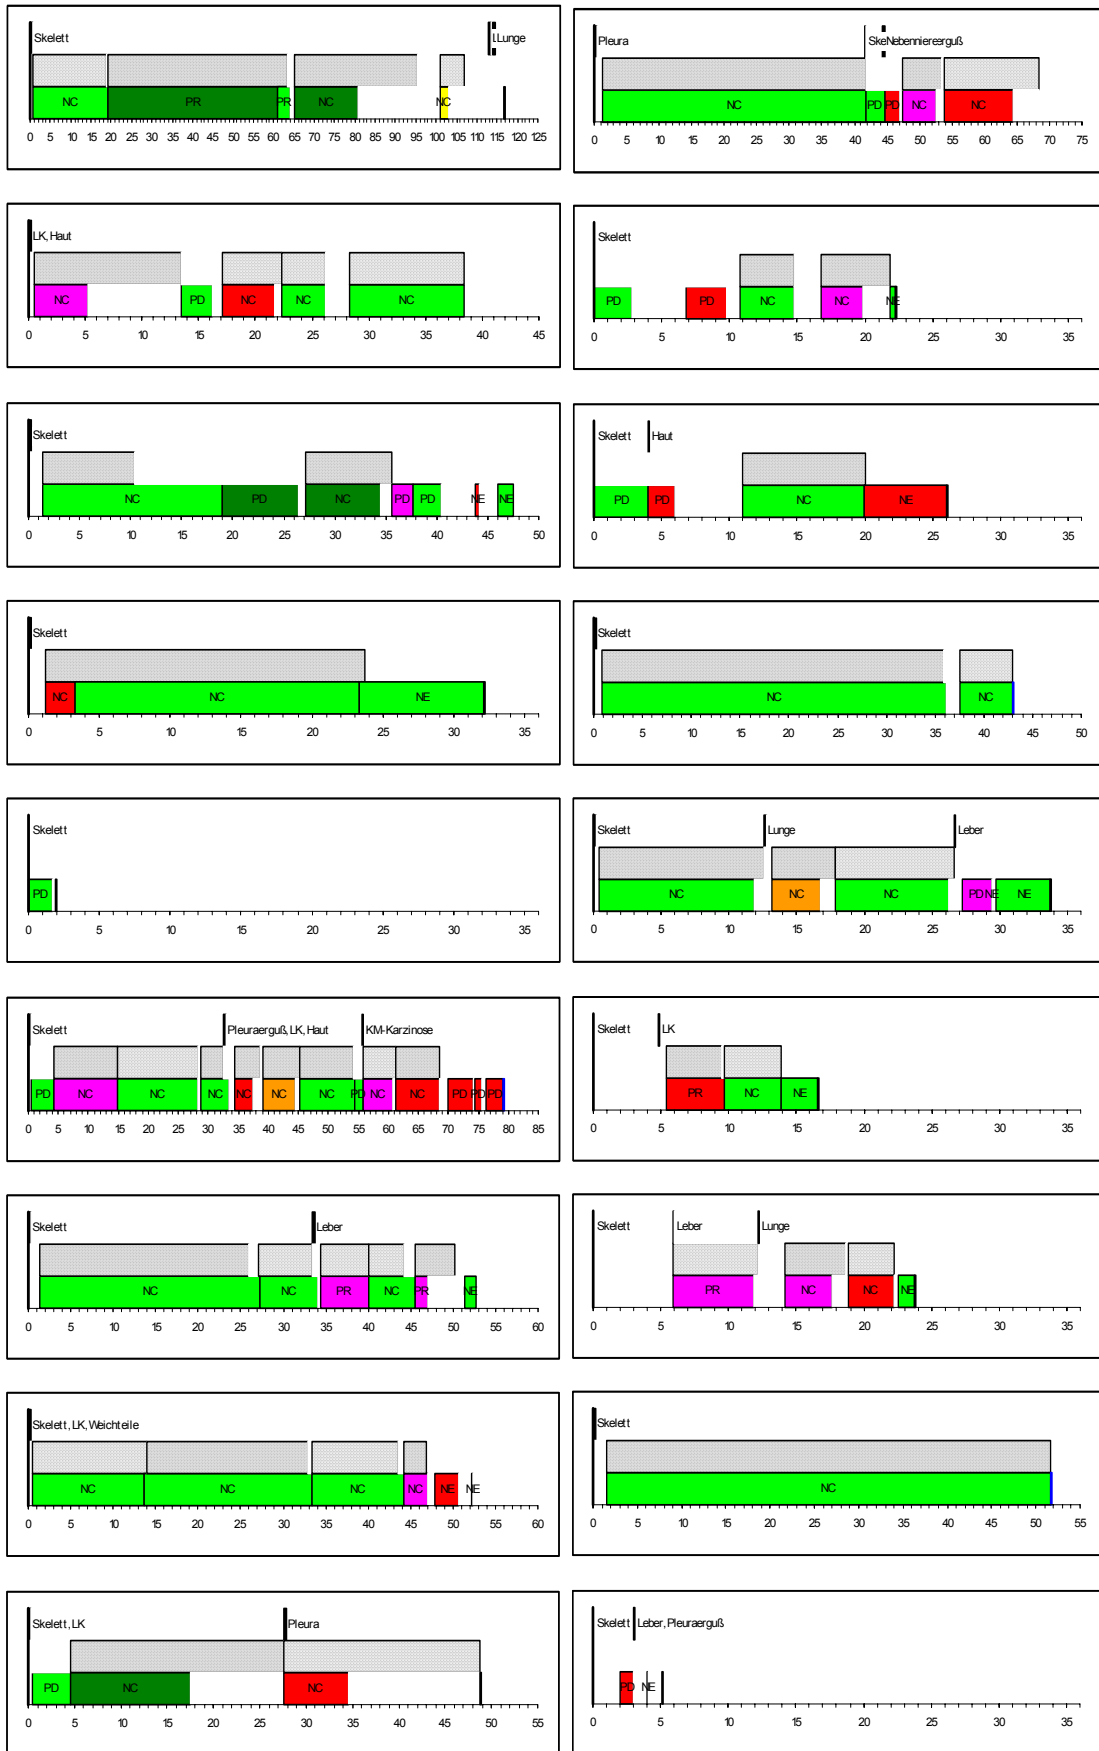 Skelett Lunge
NC PR PR NC NC
0 5 10 15 20 25 30 35 40 45 50 55 60 65 70 75 80 85 90 95 100 105 110 115 120 125
Pleura Ske Nebenniere erguß
NC PD PD NC NC
0 5 10 15 20 25 30 35 40 45 50 55 60 65 70 75
LK, Haut
NC PD NC NC NC
0 5 10 15 20 25 30 35 40 45
Skelett
PD PD NC NC NE
0 5 10 15 20 25 30 35
Skelett
NC PD NC PD PD NE NE
0 5 10 15 20 25 30 35 40 45 50
Skelett Haut
PD PD NC NE
0 5 10 15 20 25 30 35
Skelett
NC NC NE
0 5 10 15 20 25 30 35
Skelett
NC NC
0 5 10 15 20 25 30 35 40 45 50
Skelett
PD
0 5 10 15 20 25 30 35
Skelett Lunge Leber
NC NC NC PD NE NE
0 5 10 15 20 25 30 35
Skelett Pleuraerguß, LK, Haut KM-Karzinose
PD NC NC NC NC NC NC PD NC NC PD PD PD
0 5 10 15 20 25 30 35 40 45 50 55 60 65 70 75 80 85
Skelett LK
PR NC NE
0 5 10 15 20 25 30 35
Skelett Leber
NC NC PR NC PR NE
0 5 10 15 20 25 30 35 40 45 50 55 60
Skelett Leber Lunge
PR NC NC NE
0 5 10 15 20 25 30 35
Skelett, LK, Weichteile
NC NC NC NC NE NE
0 5 10 15 20 25 30 35 40 45 50 55 60
Skelett
NC
0 5 10 15 20 25 30 35 40 45 50 55
Skelett, LK Pleura
PD NC NC
0 5 10 15 20 25 30 35 40 45 50 55
Skelett Leber, Pleuraerguß
PD NE
0 5 10 15 20 25 30 35